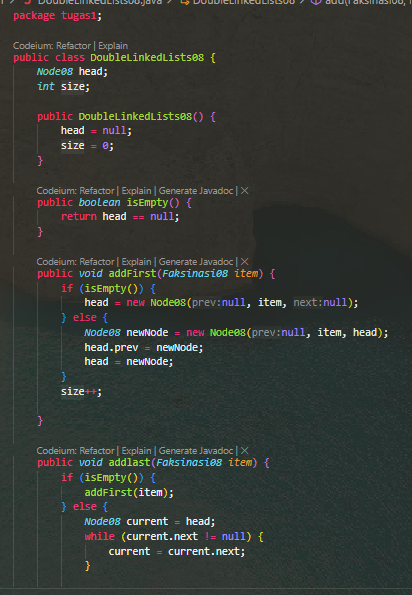 DoubleLinkedLists08.java > DoubleLinkedLists08 > add(Faksinasi08,
package tugas1;
Codeium: Refactor | Explain
public class DoubleLinkedLists08 {
Node08 head;
int size;
public DoubleLinkedLists08() {
head = null;
size = 0;
}
Codeium: Refactor | Explain | Generate Javadoc | ✕
public boolean isEmpty() {
return head == null;
}
Codeium: Refactor | Explain | Generate Javadoc | ✕
public void addFirst(Faksinasi08 item) {
if (isEmpty()) {
head = new Node08(prev:null, item, next:null);
} else {
Node08 newNode = new Node08(prev:null, item, head);
head.prev = newNode;
head = newNode;
}
size++;
}
Codeium: Refactor | Explain | Generate Javadoc | ✕
public void addlast(Faksinasi08 item) {
if (isEmpty()) {
addFirst(item);
} else {
Node08 current = head;
while (current.next != null) {
current = current.next;
}